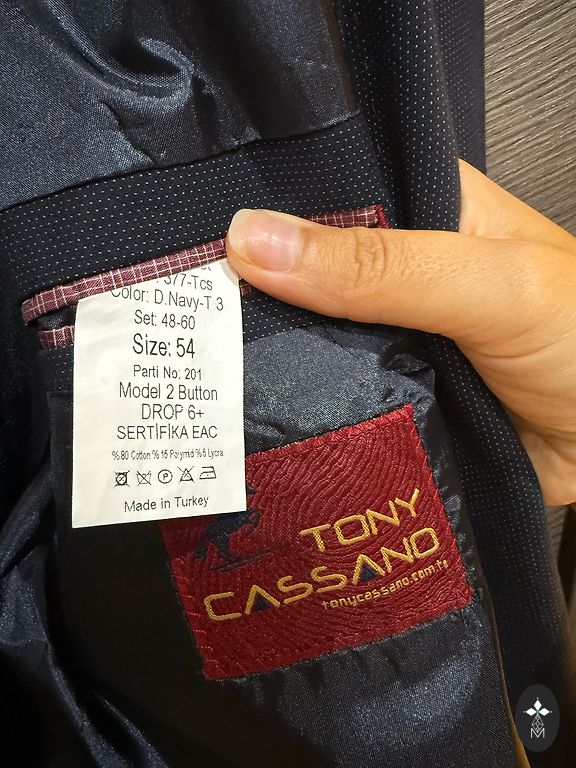 377-Tcs
Color: D.Navy-T 3
Set: 48-60
Size: 54
Parti No: 201
Model 2 Button
DROP 6+
SERTİFİKA EAC
%80 Cotton %15 Polymid %5 Lycra
Made in Turkey
TONY
CASSANO
tonycassano.com.tr
M